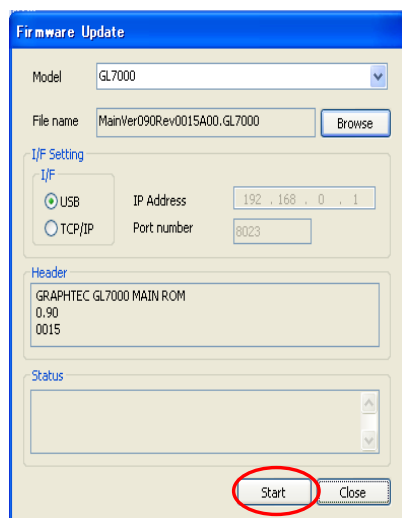 Firmware Update
Model GL7000
File name MainVer090Rev0015A00.GL7000 Browse
I/F Setting
I/F
USB IP Address 192 . 168 . 0 . 1
TCP/IP Port number 8023
Header
GRAPHTEC GL7000 MAIN ROM
0.90
0015
Status
Start Close